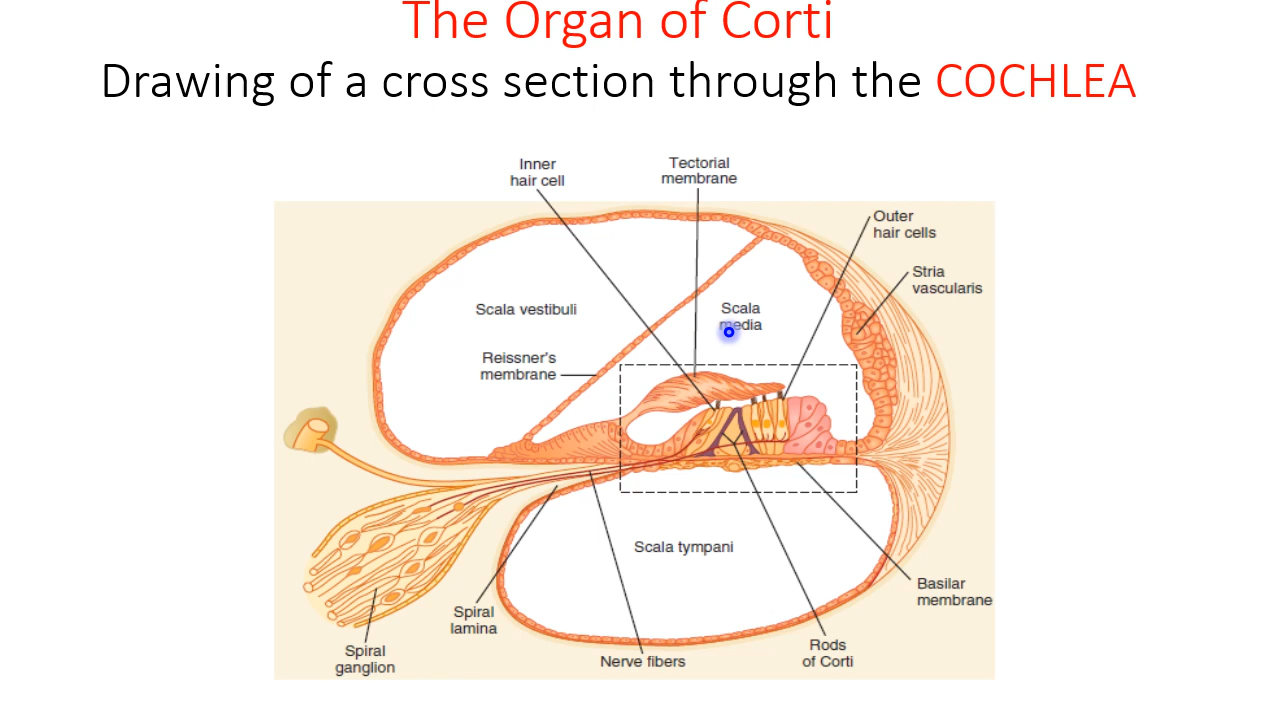 The Organ of Corti
Drawing of a cross section through the COCHLEA
Inner
hair cell
Tectorial
membrane
Outer
hair cells
Stria
vascularis
Scala vestibuli
Scala
media
Reissner's
membrane
Scala tympani
Basilar
membrane
Spiral
lamina
Rods
of Corti
Nerve fibers
Spiral
ganglion